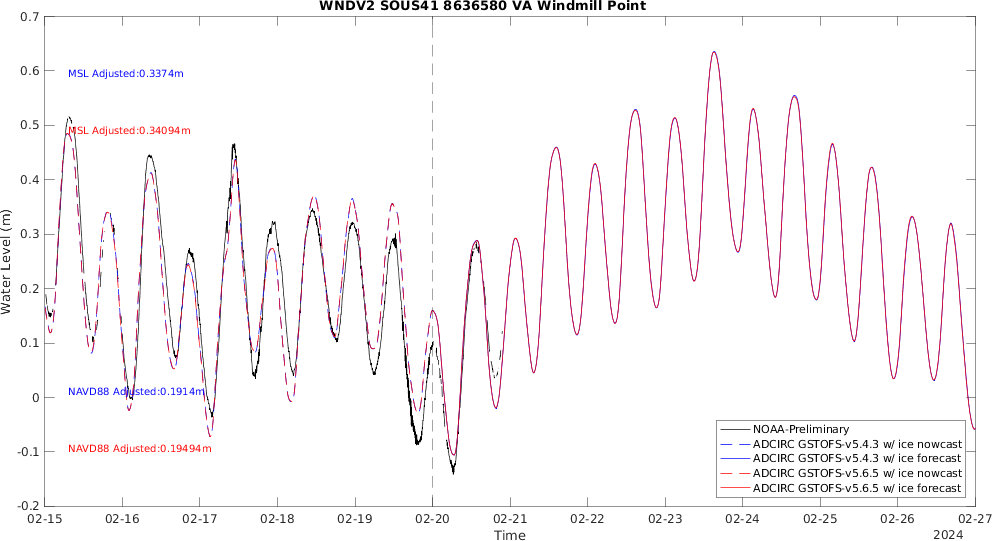 WNDV2 SOUS41 8636580 VA Windmill Point
0.7
0.6
0.5
0.4
0.3
0.2
0.1
0
-0.1
-0.2
Water Level (m)
MSL Adjusted:0.3374m
MSL Adjusted:0.34094m
NAVD88 Adjusted:0.1914m
NAVD88 Adjusted:0.19494m
NOAA-Preliminary
ADCIRC GSTOFS-v5.4.3 w/ ice nowcast
ADCIRC GSTOFS-v5.4.3 w/ ice forecast
ADCIRC GSTOFS-v5.6.5 w/ ice nowcast
ADCIRC GSTOFS-v5.6.5 w/ ice forecast
02-15 02-16 02-17 02-18 02-19 02-20 02-21 02-22 02-23 02-24 02-25 02-26 02-27
Time
2024